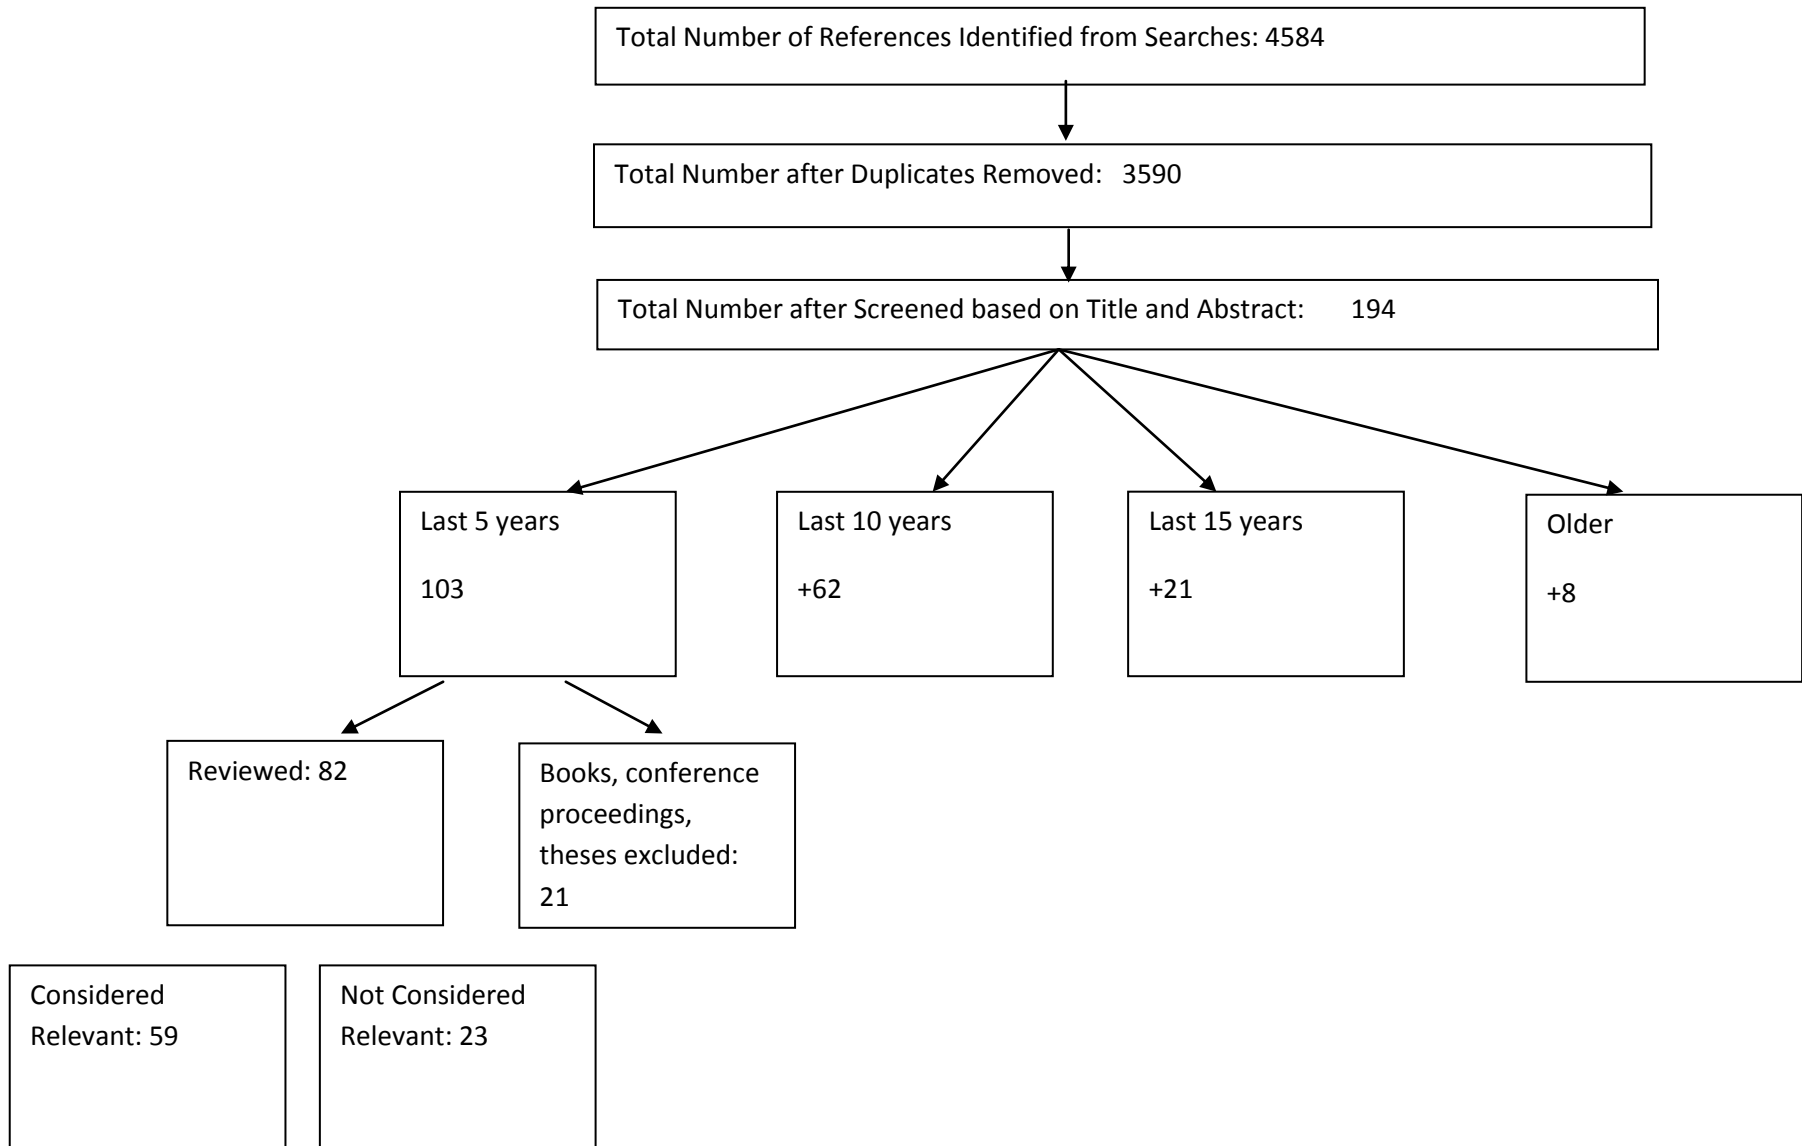 Total Number of References Identified from Searches: 4584
Total Number after Duplicates Removed: 3590
Total Number after Screened based on Title and Abstract: 194
Last 5 years
103
Last 10 years
+62
Last 15 years
+21
Older
+8
Reviewed: 82
Books, conference
proceedings,
theses excluded:
21
Considered
Relevant: 59
Not Considered
Relevant: 23